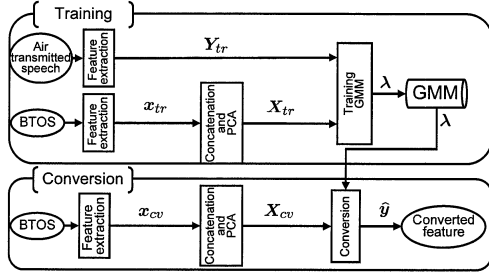 Training
Air
transmitted
speech
Feature
extraction
Y_tr
Training
GMM
λ
GMM
λ
BTOS
Feature
extraction
x_tr
Concatenation
and
PCA
X_tr
Conversion
BTOS
Feature
extraction
x_cv
Concatenation
and
PCA
X_cv
Conversion
ŷ
Converted
feature